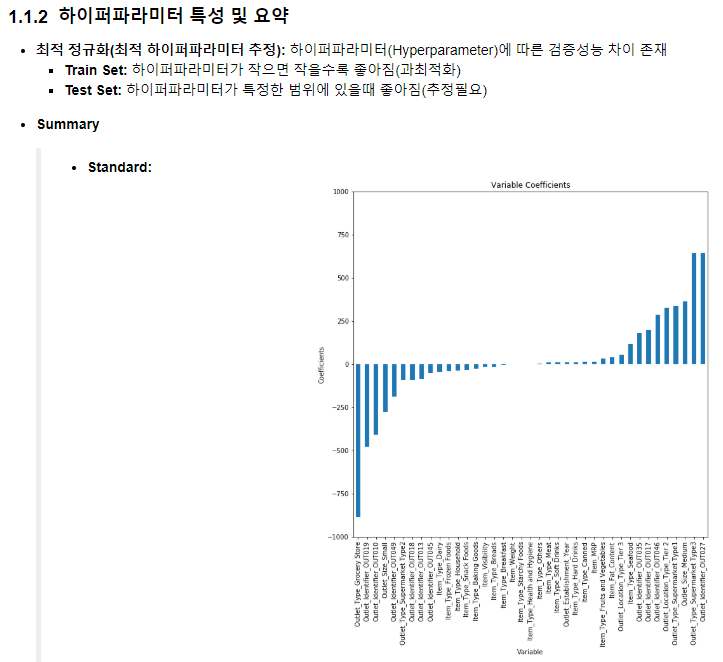 1.1.2 하이퍼파라미터 특성 및 요약
• 최적 정규화(최적 하이퍼파라미터 추정): 하이퍼파라미터(Hyperparameter)에 따른 검증성능 차이 존재
▪ Train Set: 하이퍼파라미터가 작으면 작을수록 좋아짐(과최적화)
▪ Test Set: 하이퍼파라미터가 특정한 범위에 있을때 좋아짐(추정필요)
• Summary
• Standard:
Variable Coefficients
1000
750
500
250
0
−250
−500
−750
−1000
Coefficients
Outlet_Type_Grocery Store
Outlet_Identifier_OUT019
Outlet_Identifier_OUT010
Outlet_Size_Small
Outlet_Identifier_OUT049
Outlet_Type_Supermarket Type2
Outlet_Identifier_OUT018
Outlet_Identifier_OUT013
Outlet_Identifier_OUT045
Item_Type_Dairy
Item_Type_Frozen Foods
Item_Type_Household
Item_Type_Snack Foods
Item_Type_Baking Goods
Item_Visibility
Item_Type_Breads
Item_Type_Breakfast
Item_Weight
Item_Type_Starchy Foods
Item_Type_Health and Hygiene
Item_Type_Others
Item_Type_Meat
Item_Type_Soft Drinks
Outlet_Establishment_Year
Item_Type_Hard Drinks
Item_Type_Canned
Item_MRP
Item_Type_Fruits and Vegetables
Item_Fat_Content
Outlet_Location_Type_Tier 3
Item_Type_Seafood
Outlet_Identifier_OUT035
Outlet_Identifier_OUT017
Outlet_Identifier_OUT046
Outlet_Location_Type_Tier 2
Outlet_Type_Supermarket Type1
Outlet_Size_Medium
Outlet_Type_Supermarket Type3
Outlet_Identifier_OUT027
Variable